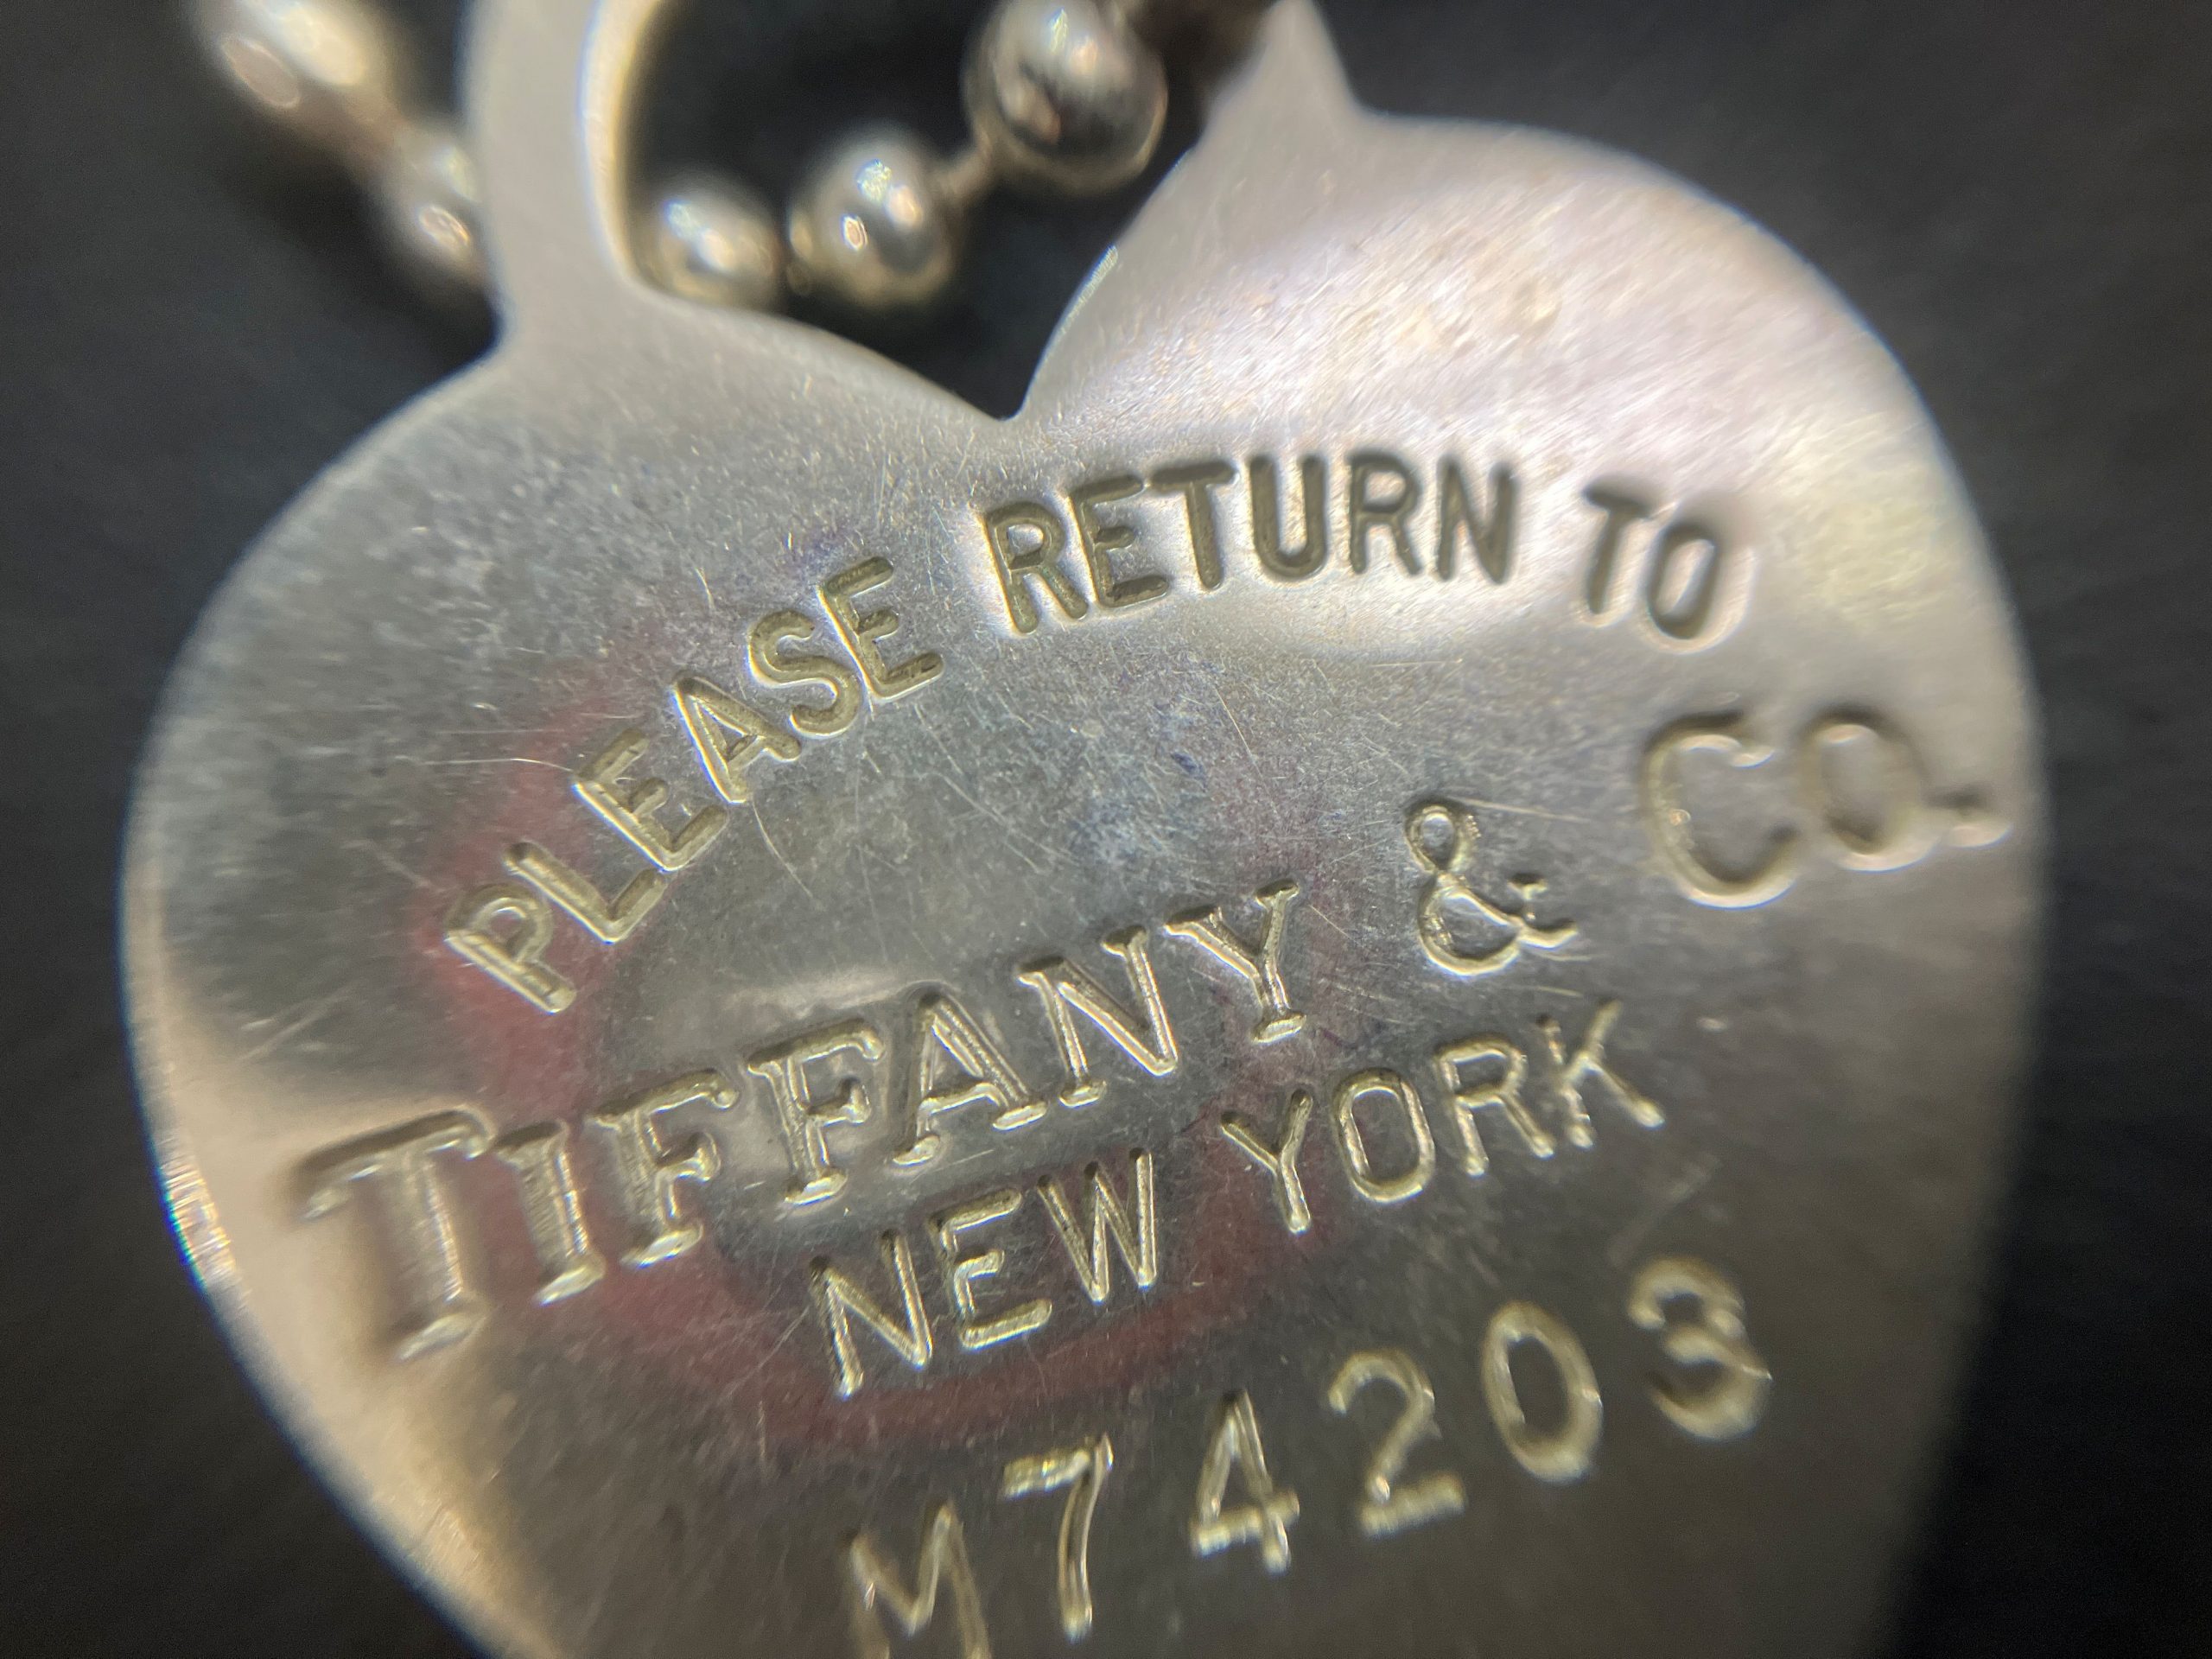 PLEASE RETURN TO
TIFFANY & CO.
NEW YORK
M74203